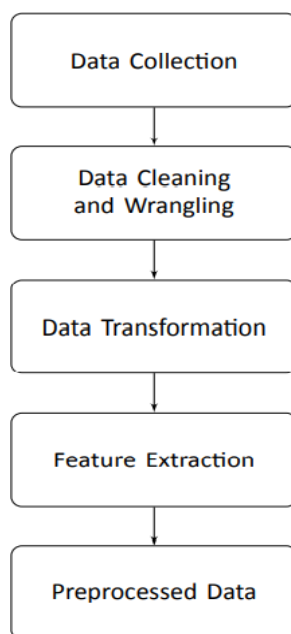 Data Collection
Data Cleaning
and Wrangling
Data Transformation
Feature Extraction
Preprocessed Data